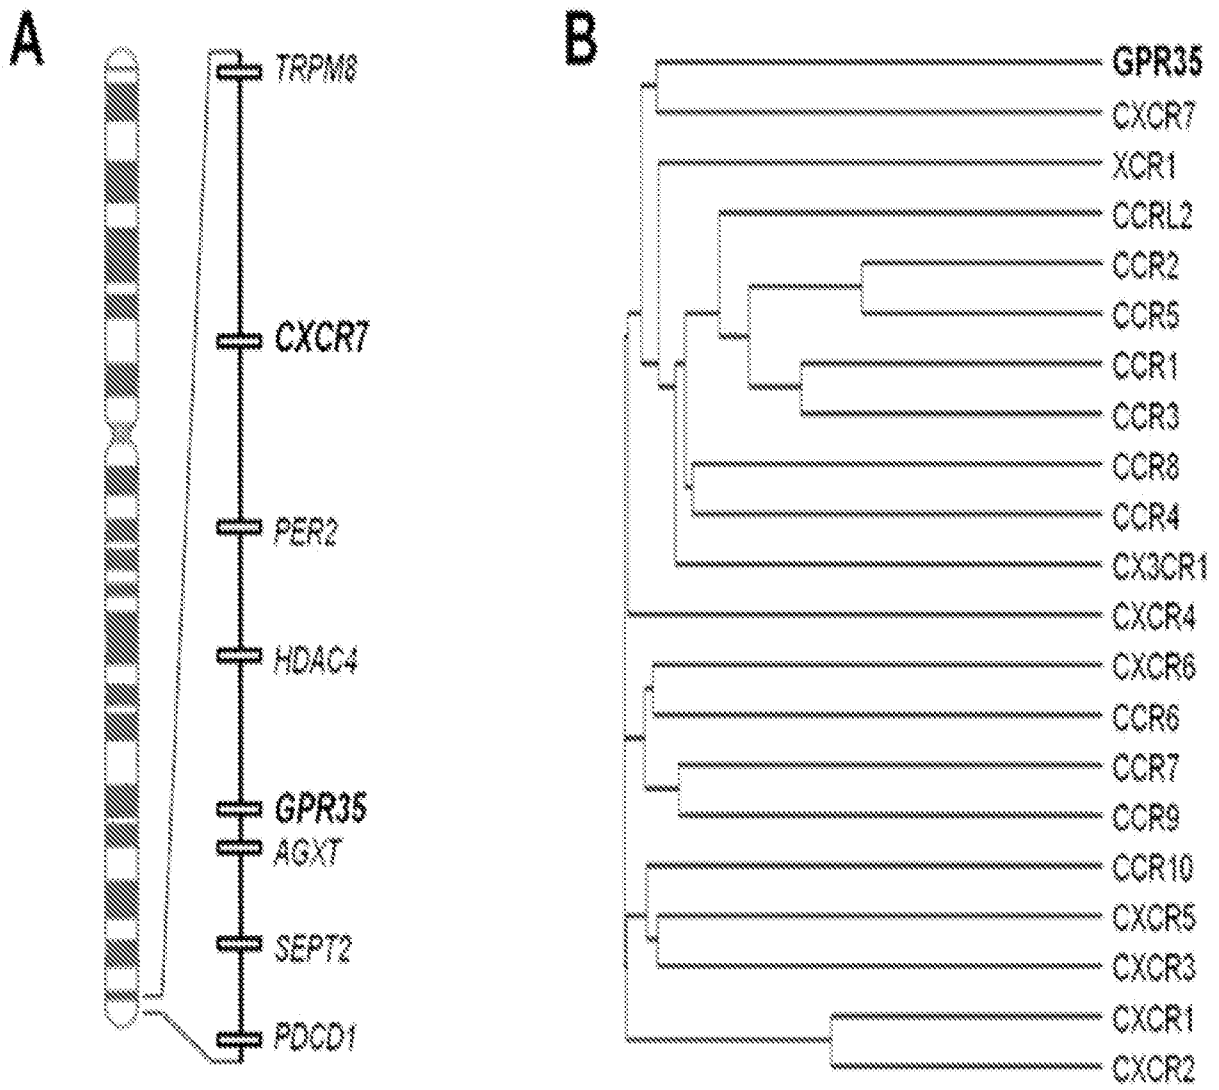 A
TRPM8
CXCR7
PER2
HDAC4
GPR35
AGXT
SEPT2
PDCD1
B
GPR35
CXCR7
XCR1
CCRL2
CCR2
CCR5
CCR1
CCR3
CCR8
CCR4
CX3CR1
CXCR4
CXCR6
CCR6
CCR7
CCR9
CCR10
CXCR5
CXCR3
CXCR1
CXCR2